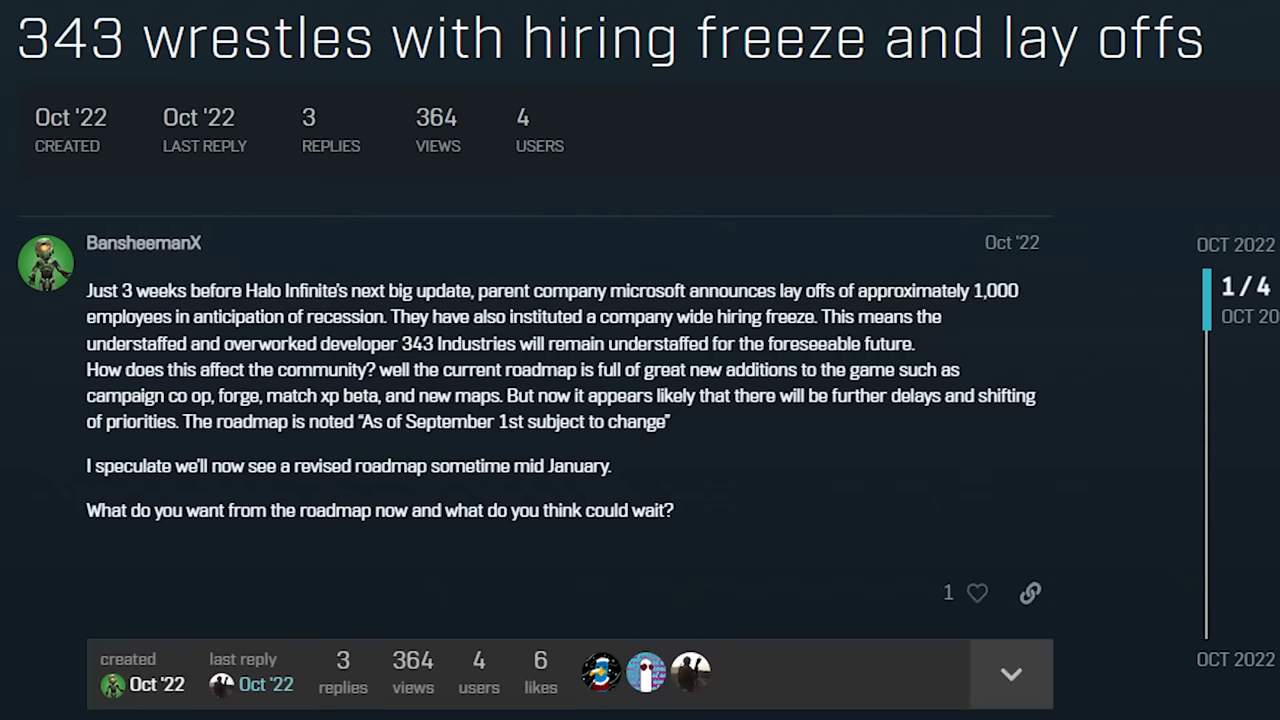 343 wrestles with hiring freeze and lay offs
Oct '22 Oct '22 3 364 4
CREATED LAST REPLY REPLIES VIEWS USERS
BansheemanX Oct '22
Just 3 weeks before Halo Infinite's next big update, parent company microsoft announces lay offs of approximately 1,000
employees in anticipation of recession. They have also instituted a company wide hiring freeze. This means the
understaffed and overworked developer 343 Industries will remain understaffed for the foreseeable future.
How does this affect the community? well the current roadmap is full of great new additions to the game such as
campaign co op, forge, match xp beta, and new maps. But now it appears likely that there will be further delays and shifting
of priorities. The roadmap is noted “As of September 1st subject to change”
I speculate we'll now see a revised roadmap sometime mid January.
What do you want from the roadmap now and what do you think could wait?
1
created last reply 3 364 4 6
Oct '22 Oct '22 replies views users likes
OCT 2022
1 / 4
OCT 20
OCT 2022